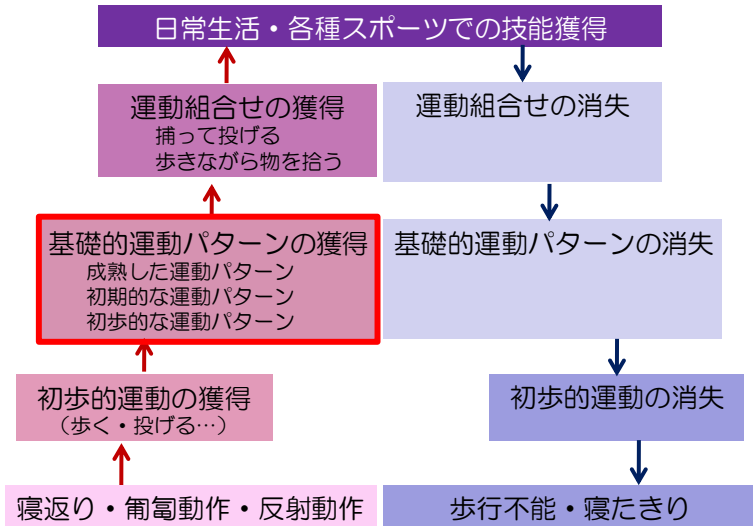 日常生活・各種スポーツでの技能獲得
運動組合せの獲得
捕って投げる
歩きながら物を拾う
運動組合せの消失
基礎的運動パターンの獲得
成熟した運動パターン
初期的な運動パターン
初歩的な運動パターン
基礎的運動パターンの消失
初歩的運動の獲得
（歩く・投げる…）
初歩的運動の消失
寝返り・匍匐動作・反射動作
歩行不能・寝たきり